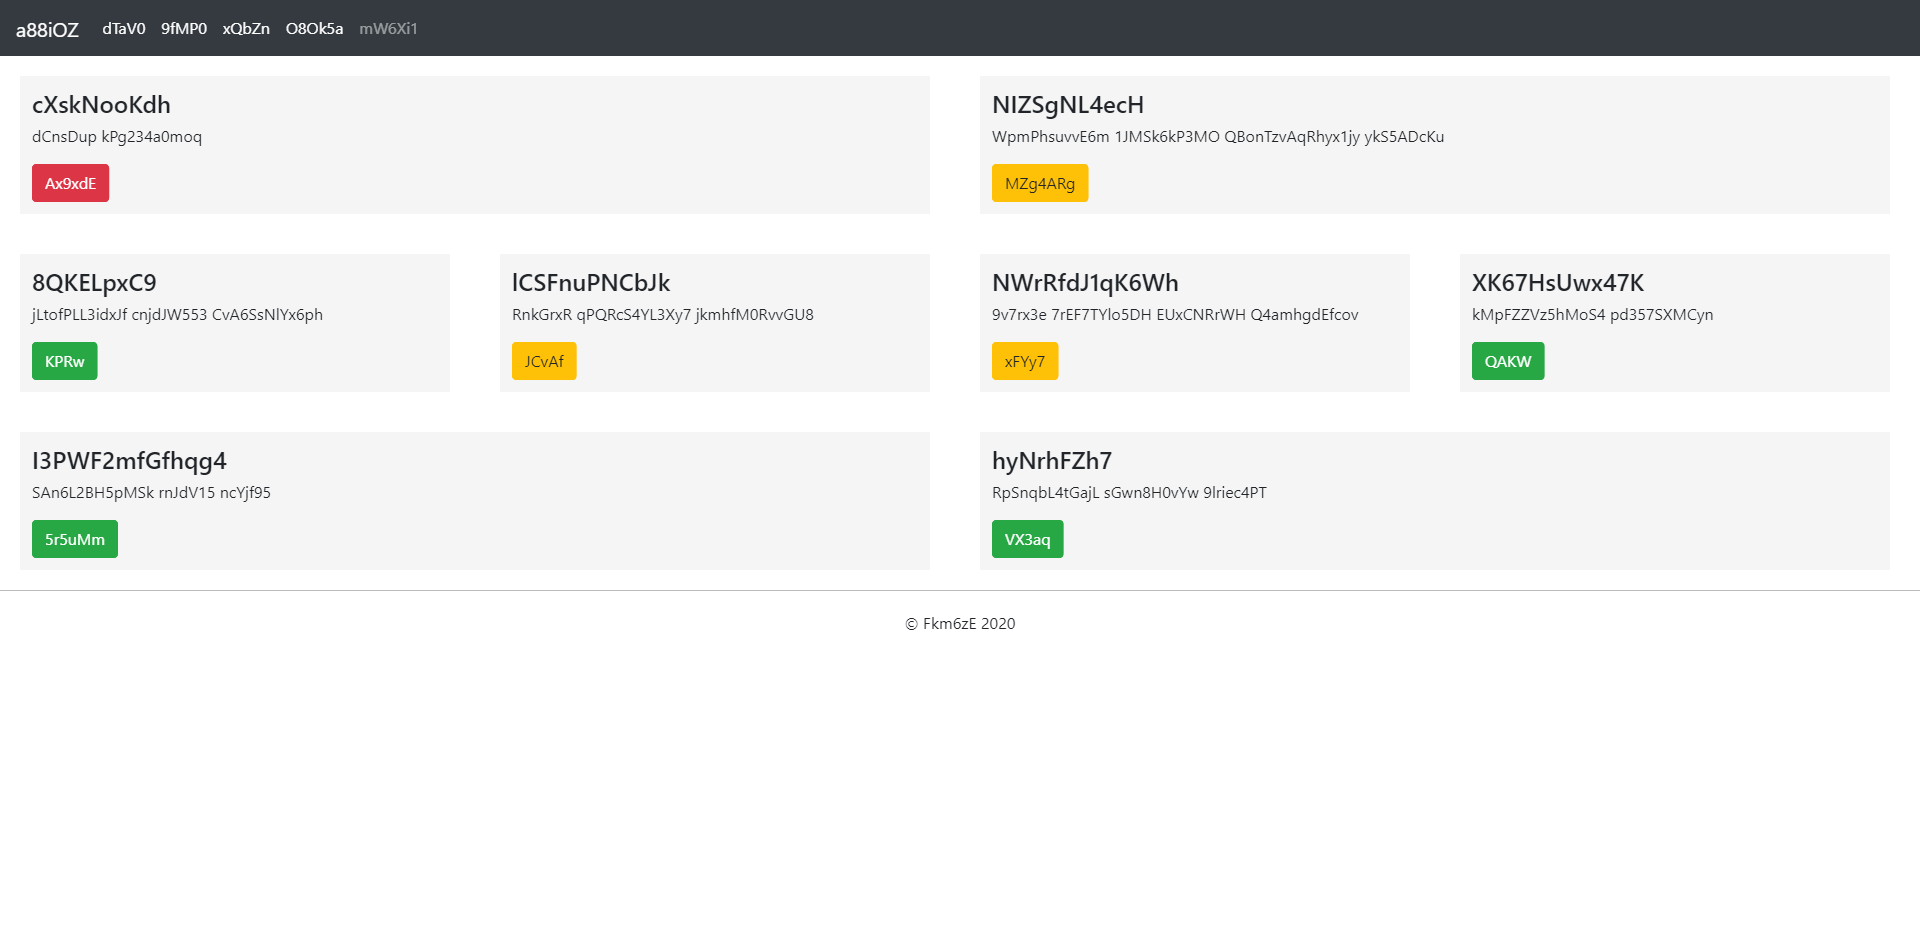 a88iOZ dTaV0 9fMP0 xQbZn O8Ok5a mW6Xi1
cXskNooKdh
dCnsDup kPg234a0moq
Ax9xdE
NIZSgNL4ecH
WpmPhsuvvE6m 1JMSk6kP3MO QBonTzvAqRhyx1jy ykS5ADcKu
MZg4ARg
8QKELpxC9
jLtofPLL3idxJf cnjdJW553 CvA6SsNlYx6ph
KPRw
lCSFnuPNCbJk
RnkGrxR qPQRcS4YL3Xy7 jkmhfM0RvvGU8
JCvAf
NWrRfdJ1qK6Wh
9v7rx3e 7rEF7TYlo5DH EUxCNRrWH Q4amhgdEfcov
xFYy7
XK67HsUwx47K
kMpFZZVz5hMoS4 pd357SXMCyn
QAKW
I3PWF2mfGfhqg4
SAn6L2BH5pMSk rnJdV15 ncYjf95
5r5uMm
hyNrhFZh7
RpSnqbL4tGajL sGwn8H0vYw 9lriec4PT
VX3aq
© Fkm6zE 2020